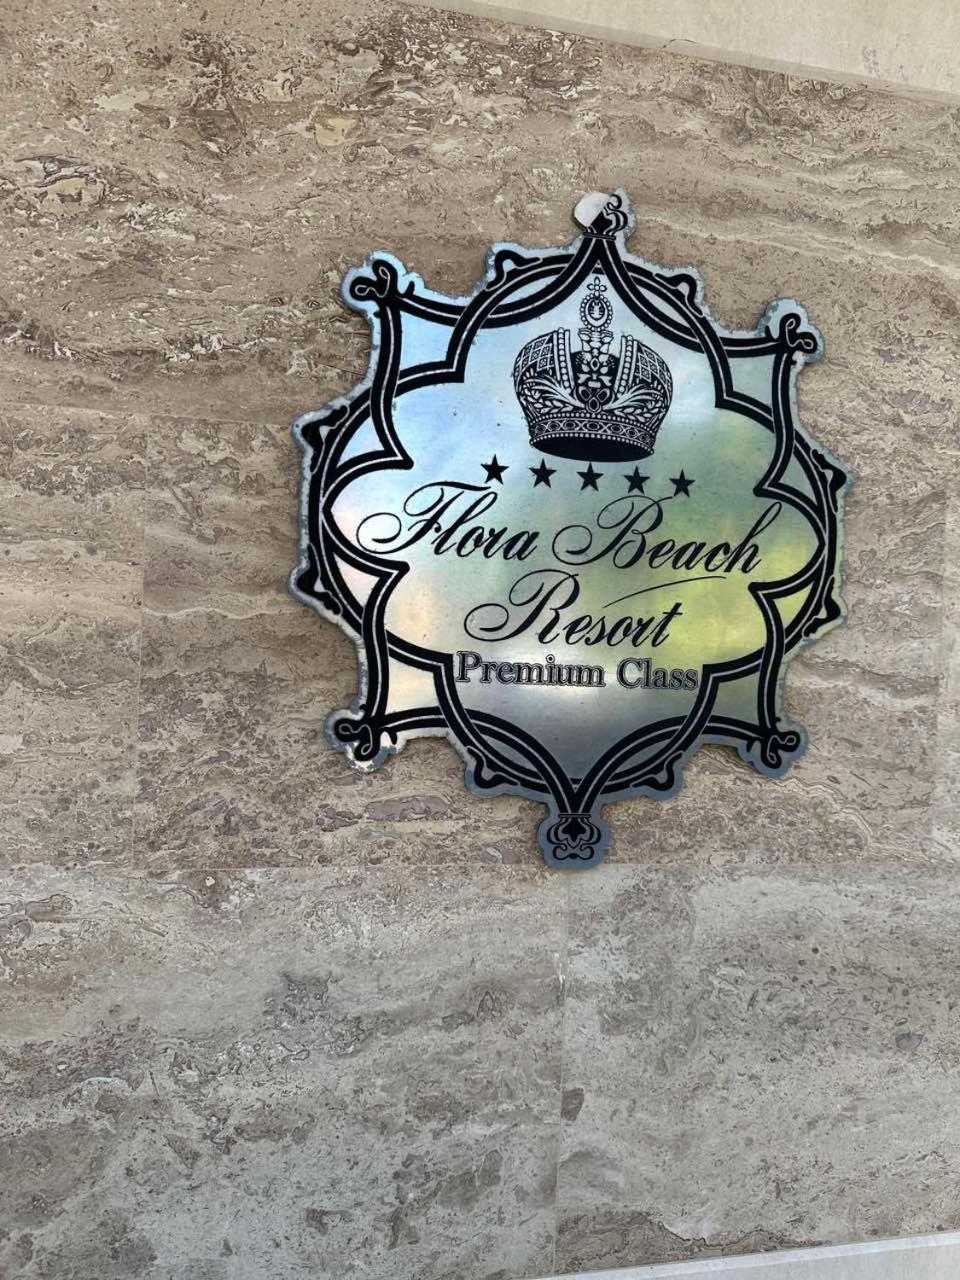 ★★★★★
Flora Beach
Resort
Premium Class